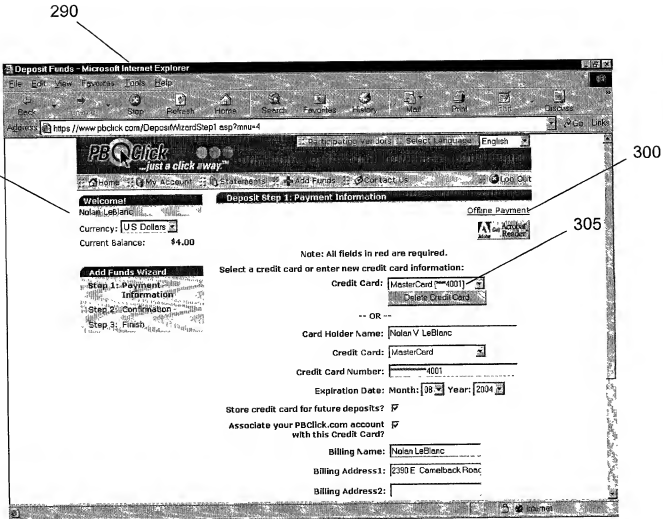 290
Deposit Funds - Microsoft Internet Explorer
File Edit View Favorites Tools Help
Back Stop Refresh Home Search Favorites History Mail Print Discuss
Address https://www.pbclick.com/DepositWizardStep1.asp?mnu=4 Go Links
Participating Vendors Select Language English
PBClick
...just a click away.™
Home My Account Statements Add Funds Contact Us Log Out
Welcome!
Deposit Step 1: Payment Information
300
Nolan LeBlanc
Offline Payment
Currency: US Dollars
Get Acrobat Reader
Adobe
305
Current Balance: $4.00
Note: All fields in red are required.
Add Funds Wizard
Select a credit card or enter new credit card information:
Step 1: Payment Information
Credit Card: MasterCard [***4001]
Delete Credit Card
Step 2: Confirmation
-- OR --
Step 3: Finish
Card Holder Name: Nolan V LeBlanc
Credit Card: MasterCard
Credit Card Number: ************4001
Expiration Date: Month: 08 Year: 2004
Store credit card for future deposits?
Associate your PBClick.com account
with this Credit Card?
Billing Name: Nolan LeBlanc
Billing Address1: 2390 E Camelback Road
Billing Address2:
Internet